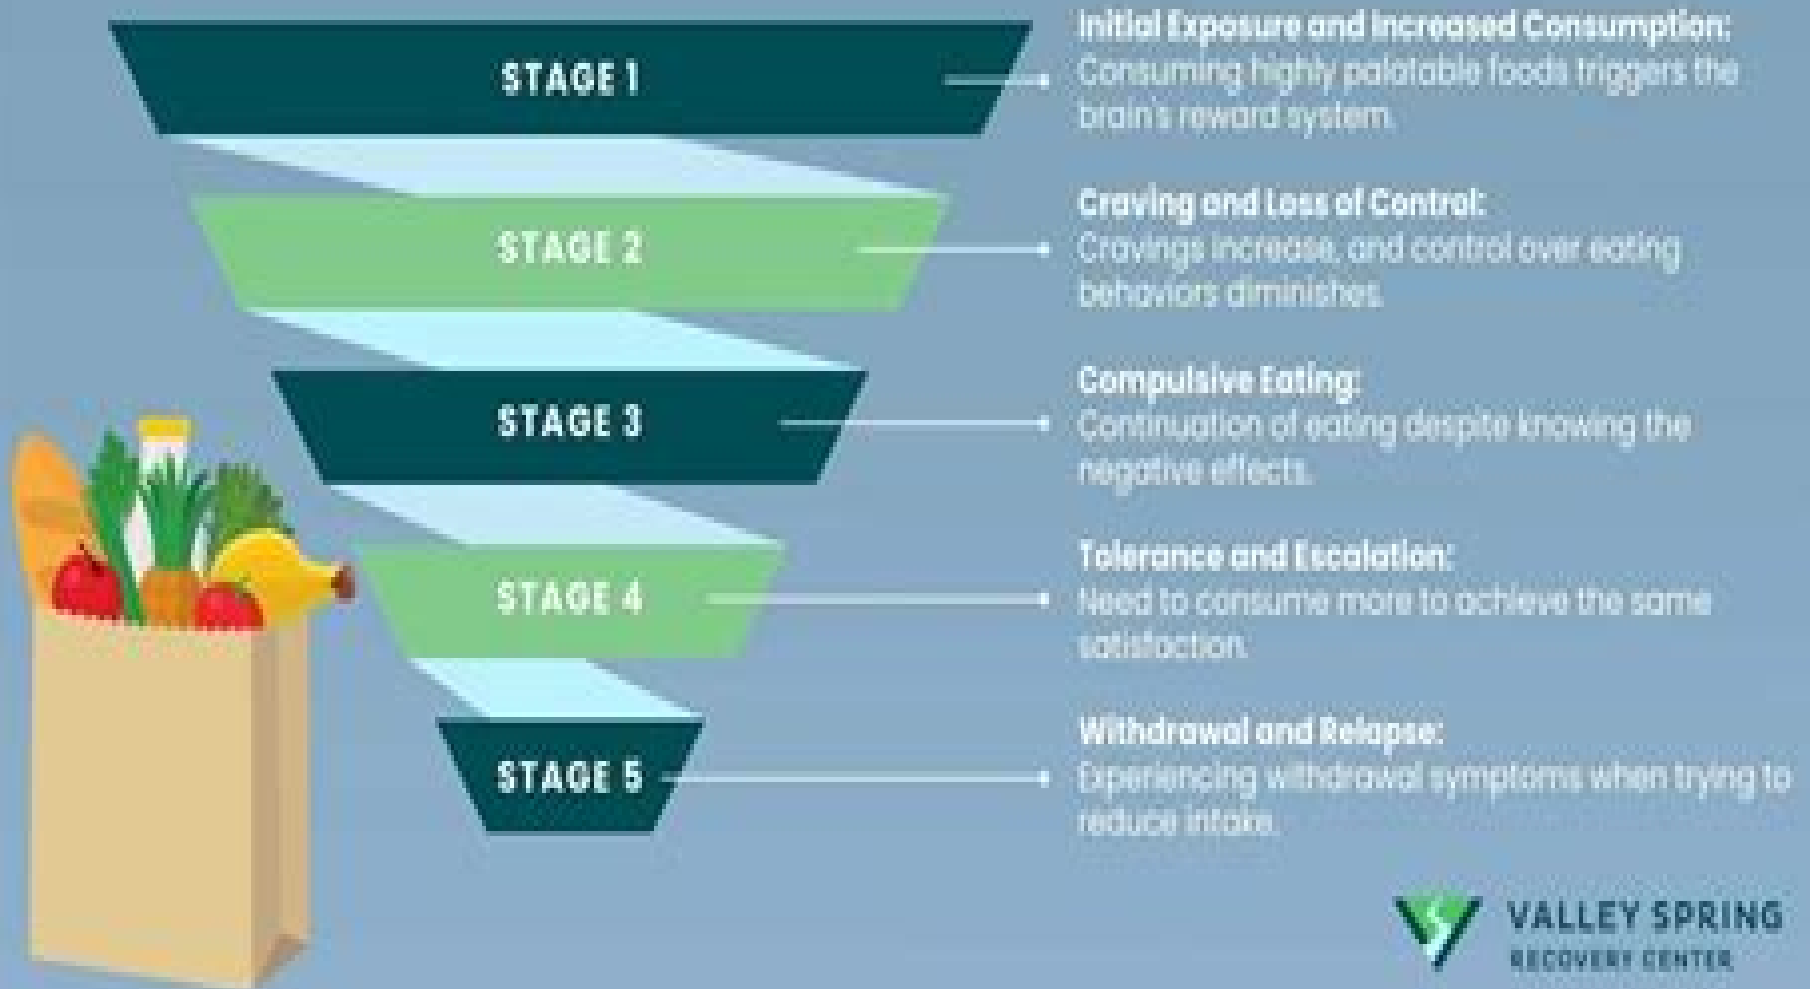 STAGE 1
Initial Exposure and Increased Consumption:
Consuming highly palatable foods triggers the
brain's reward system.
STAGE 2
Craving and Loss of Control:
Cravings increase, and control over eating
behaviors diminishes.
STAGE 3
Compulsive Eating:
Continuation of eating despite knowing the
negative effects.
STAGE 4
Tolerance and Escalation:
Need to consume more to achieve the same
satisfaction.
STAGE 5
Withdrawal and Relapse:
Experiencing withdrawal symptoms when trying to
reduce intake.
VALLEY SPRING
RECOVERY CENTER